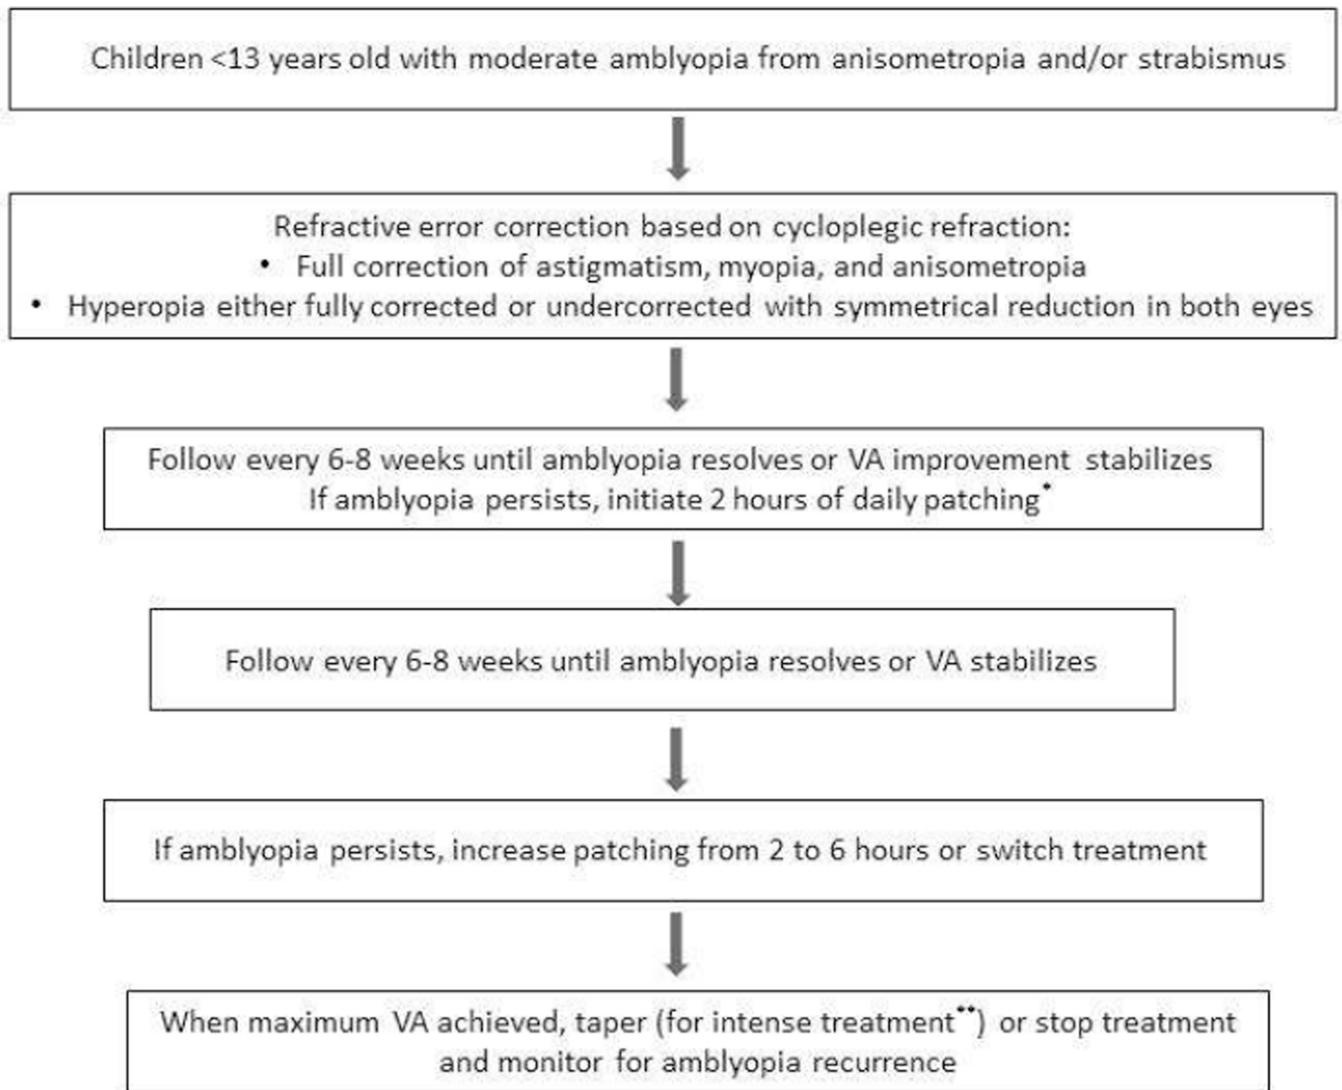 Children <13 years old with moderate amblyopia from anisometropia and/or strabismus
Refractive error correction based on cycloplegic refraction:
• Full correction of astigmatism, myopia, and anisometropia
• Hyperopia either fully corrected or undercorrected with symmetrical reduction in both eyes
Follow every 6-8 weeks until amblyopia resolves or VA improvement stabilizes
If amblyopia persists, initiate 2 hours of daily patching*
Follow every 6-8 weeks until amblyopia resolves or VA stabilizes
If amblyopia persists, increase patching from 2 to 6 hours or switch treatment
When maximum VA achieved, taper (for intense treatment**) or stop treatment
and monitor for amblyopia recurrence